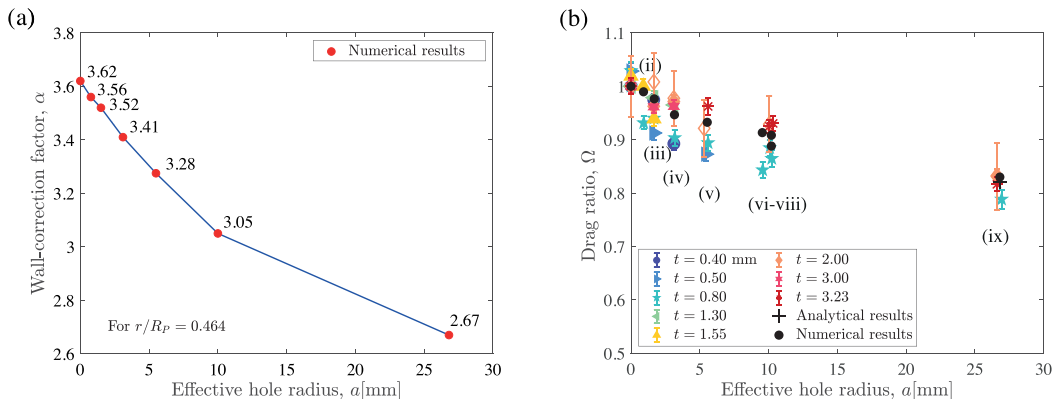 (a)
Wall-correction factor, α
3.8
3.6
3.4
3.2
3
2.8
2.6
Numerical results
3.62
3.56
3.52
3.41
3.28
3.05
2.67
For r/R_P = 0.464
0 5 10 15 20 25 30
Effective hole radius, a[mm]
(b)
Drag ratio, Ω
1.1
1
0.9
0.8
0.7
0.6
0.5
(ii)
(iii)
(iv)
(v)
(vi-viii)
(ix)
t = 0.40 mm
t = 0.50
t = 0.80
t = 1.30
t = 1.55
t = 2.00
t = 3.00
t = 3.23
Analytical results
Numerical results
0 5 10 15 20 25 30
Effective hole radius, a[mm]